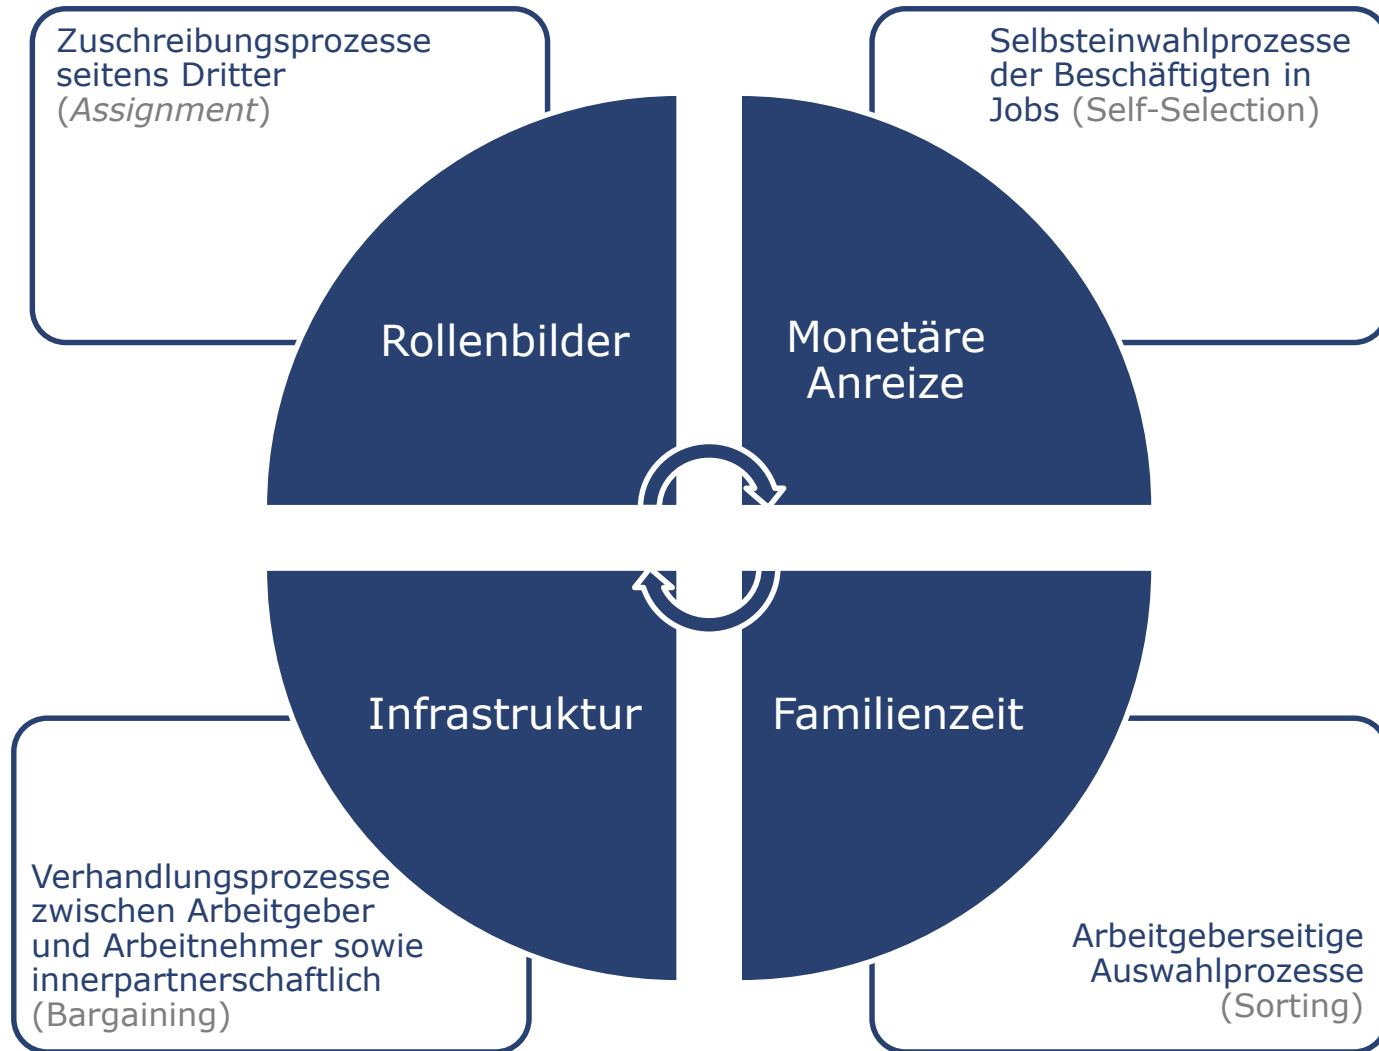 Zuschreibungsprozesse
seitens Dritter
(Assignment)
Selbsteinwahlprozesse
der Beschäftigten in
Jobs (Self-Selection)
Rollenbilder
Monetäre
Anreize
Infrastruktur
Familienzeit
Verhandlungsprozesse
zwischen Arbeitgeber
und Arbeitnehmer sowie
innerpartnerschaftlich
(Bargaining)
Arbeitgeberseitige
Auswahlprozesse
(Sorting)